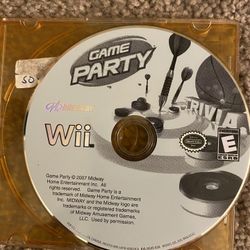 GAME
PARTY
50
TRIVIA
Wii
E
Game Party © 2007 Midway
Home Entertainment Inc. All
rights reserved. Game Party is a
trademark of Midway Home Entertainment
Inc. MIDWAY and the Midway logo are
trademarks or registered trademarks
of Midway Amusement Games,
LLC. Used by permission.